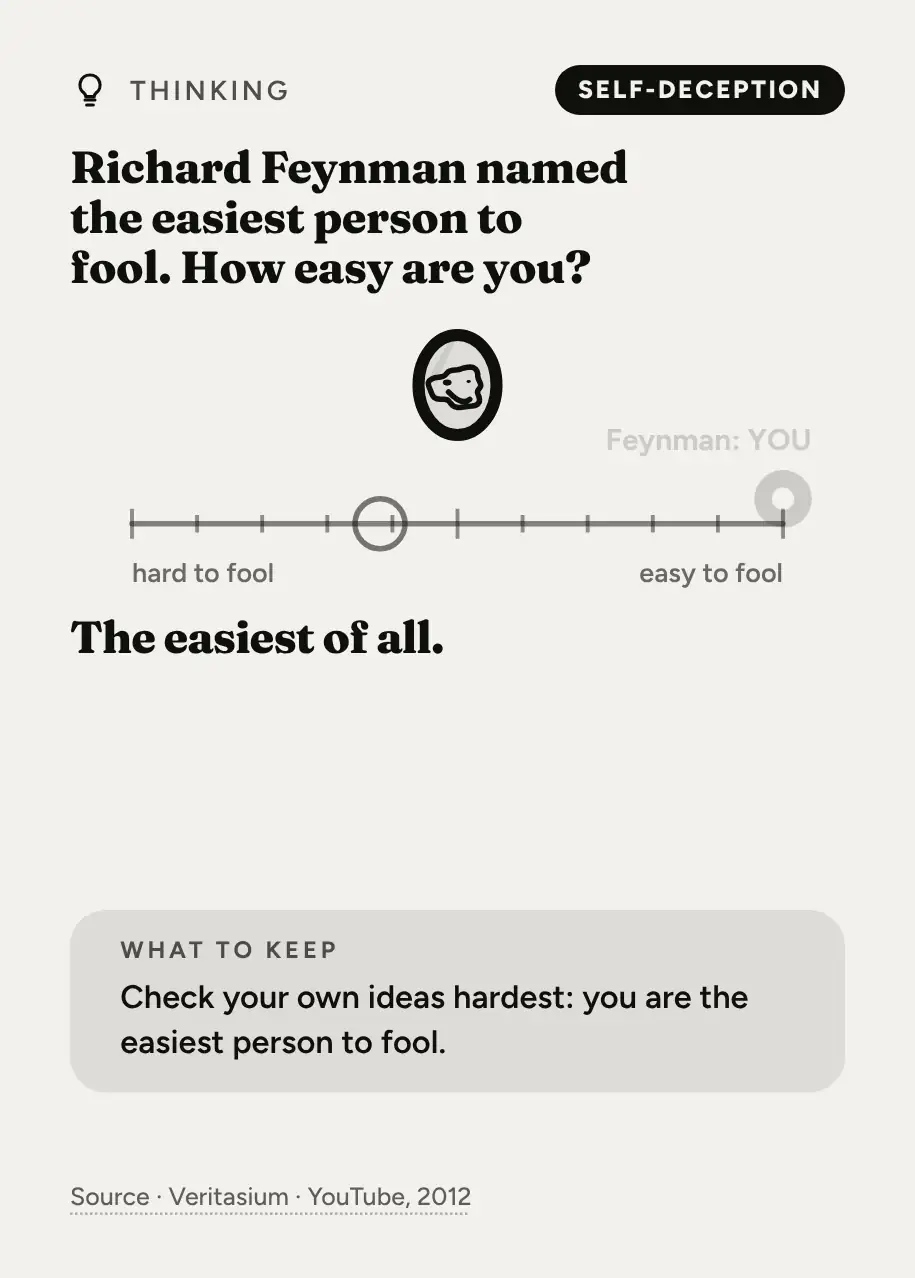 THINKING
SELF-DECEPTION
Richard Feynman named
the easiest person to
fool. How easy are you?
Feynman: YOU
hard to fool
easy to fool
The easiest of all.
WHAT TO KEEP
Check your own ideas hardest: you are the
easiest person to fool.
Source · Veritasium · YouTube, 2012